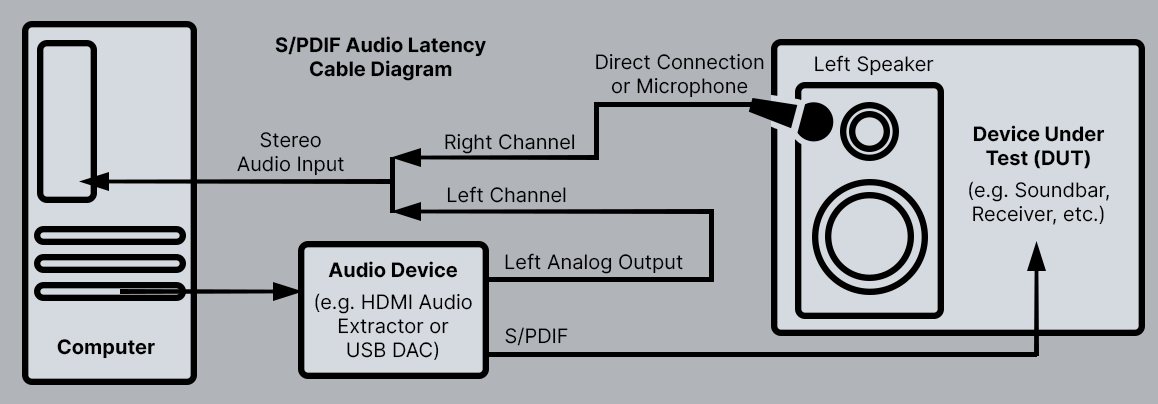 S/PDIF Audio Latency
Cable Diagram
Direct Connection
or Microphone
Left Speaker
Stereo
Audio Input
Right Channel
Left Channel
Device Under
Test (DUT)
(e.g. Soundbar,
Receiver, etc.)
Audio Device
(e.g. HDMI Audio
Extractor or
USB DAC)
Left Analog Output
S/PDIF
Computer